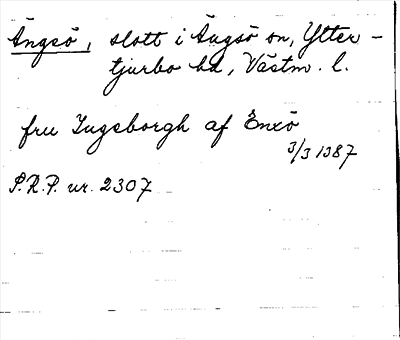 Ängsö, slott i Ängsö sn, Ytter-
tjurbo hd, Västm. l.
fru Ingeborgh af Enxö
3/3 1387
S.R.P. nr. 2307